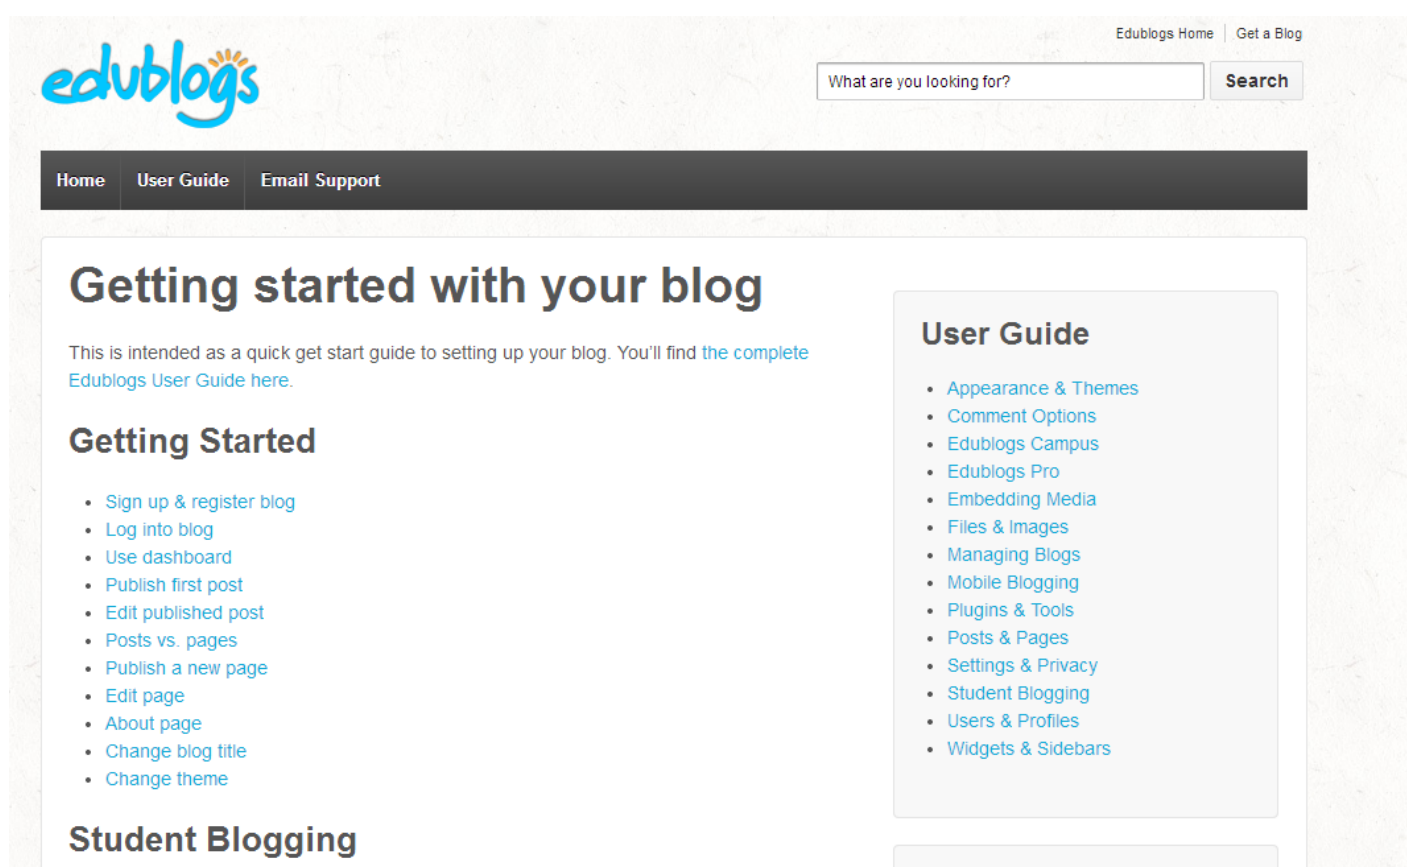 Edublogs Home
Get a Blog
edublogs
What are you looking for?
Search
Home
User Guide
Email Support
Getting started with your blog
This is intended as a quick get start guide to setting up your blog. You'll find the complete
Edublogs User Guide here.
Getting Started
Sign up & register blog
Log into blog
Use dashboard
Publish first post
Edit published post
Posts vs. pages
Publish a new page
Edit page
About page
Change blog title
Change theme
Student Blogging
User Guide
Appearance & Themes
Comment Options
Edublogs Campus
Edublogs Pro
Embedding Media
Files & Images
Managing Blogs
Mobile Blogging
Plugins & Tools
Posts & Pages
Settings & Privacy
Student Blogging
Users & Profiles
Widgets & Sidebars